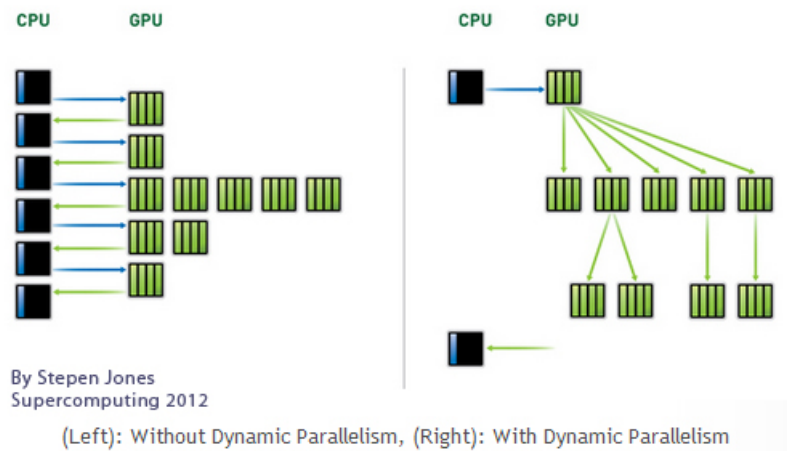 CPU GPU CPU GPU
By Stepen Jones
Supercomputing 2012
(Left): Without Dynamic Parallelism, (Right): With Dynamic Parallelism